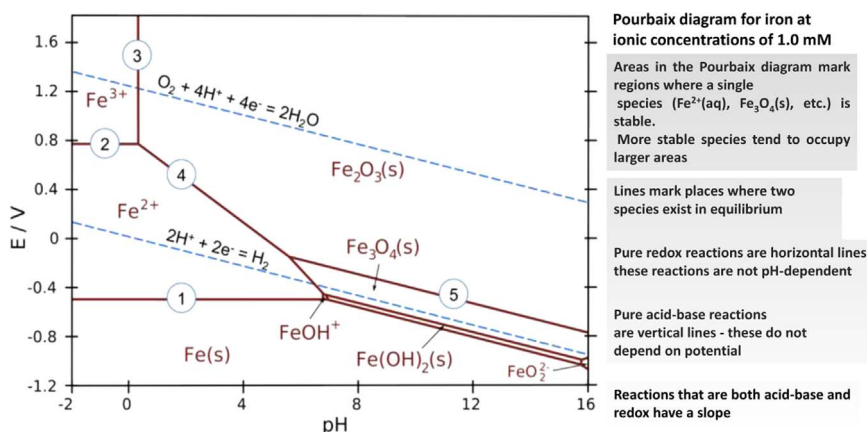 1.6
1.2
0.8
0.4
0
-0.4
-0.8
-1.2
E / V
-2
0
4
8
12
16
pH
3
O₂ + 4H⁺ + 4e⁻ = 2H₂O
Fe³⁺
2
4
Fe₂O₃(s)
Fe²⁺
2H⁺ + 2e⁻ = H₂
Fe₃O₄(s)
1
5
FeOH⁺
Fe(OH)₂(s)
Fe(s)
FeO₂²⁻
Pourbaix diagram for iron at
ionic concentrations of 1.0 mM
Areas in the Pourbaix diagram mark
regions where a single
species (Fe²⁺(aq), Fe₃O₄(s), etc.) is
stable.
More stable species tend to occupy
larger areas
Lines mark places where two
species exist in equilibrium
Pure redox reactions are horizontal lines
these reactions are not pH-dependent
Pure acid-base reactions
are vertical lines - these do not
depend on potential
Reactions that are both acid-base and
redox have a slope